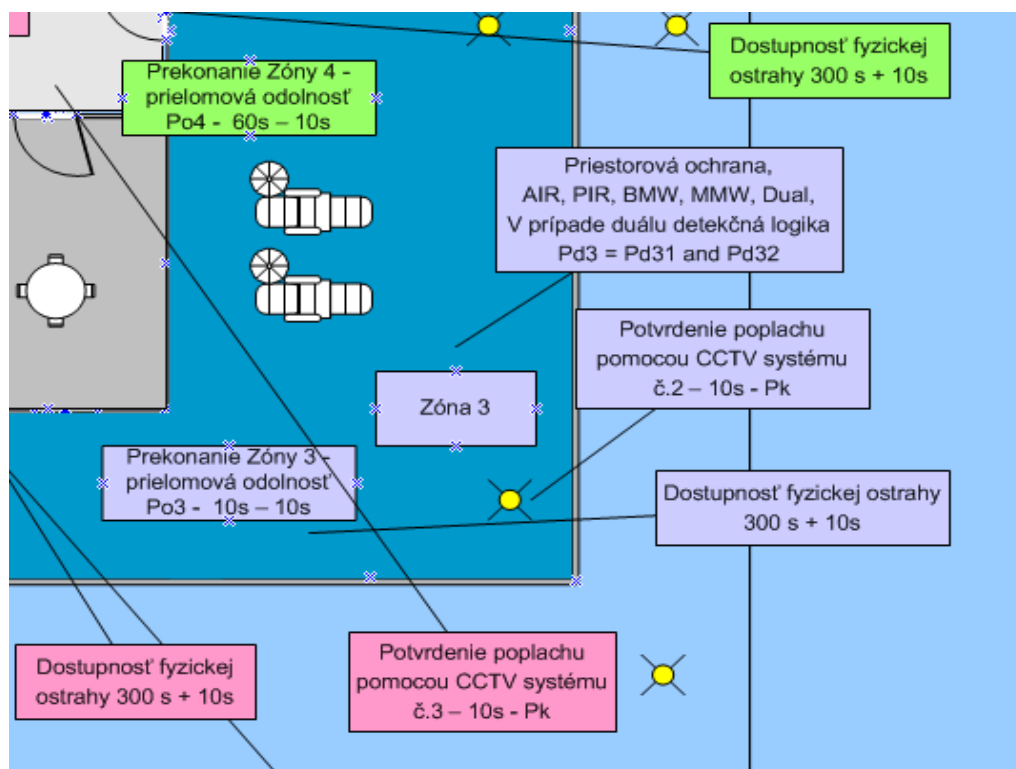 Dostupnosť fyzickej
ostrahy 300 s + 10s
Prekonanie Zóny 4 -
prielomová odolnosť
Po4 - 60s – 10s
Priestorová ochrana,
AIR, PIR, BMW, MMW, Dual,
V prípade duálu detekčná logika
Pd3 = Pd31 and Pd32
Potvrdenie poplachu
pomocou CCTV systému
č.2 – 10s - Pk
Zóna 3
Prekonanie Zóny 3 -
prielomová odolnosť
Po3 - 10s – 10s
Dostupnosť fyzickej ostrahy
300 s + 10s
Dostupnosť fyzickej
ostrahy 300 s + 10s
Potvrdenie poplachu
pomocou CCTV systému
č.3 – 10s - Pk